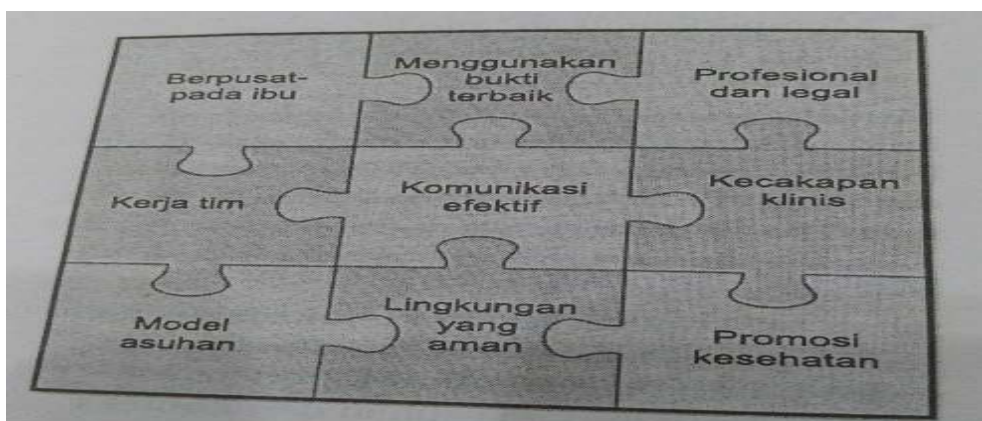 Berpusat-
pada ibu
Menggunakan
bukti
terbaik
Profesional
dan legal
Kerja tim
Komunikasi
efektif
Kecakapan
klinis
Model
asuhan
Lingkungan
yang
aman
Promosi
kesehatan